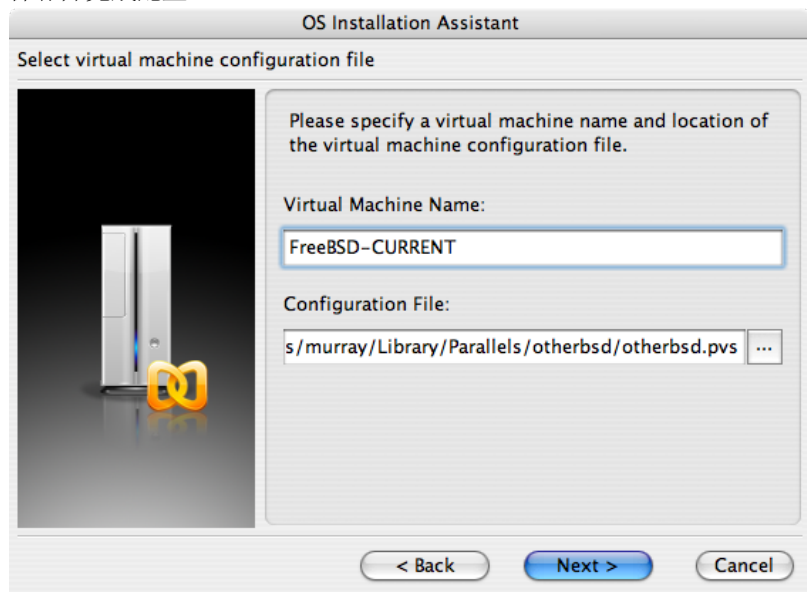 OS Installation Assistant
Select virtual machine configuration file
Please specify a virtual machine name and location of
the virtual machine configuration file.
Virtual Machine Name:
FreeBSD-CURRENT
Configuration File:
s/murray/Library/Parallels/otherbsd/otherbsd.pvs ...
< Back
Next >
Cancel